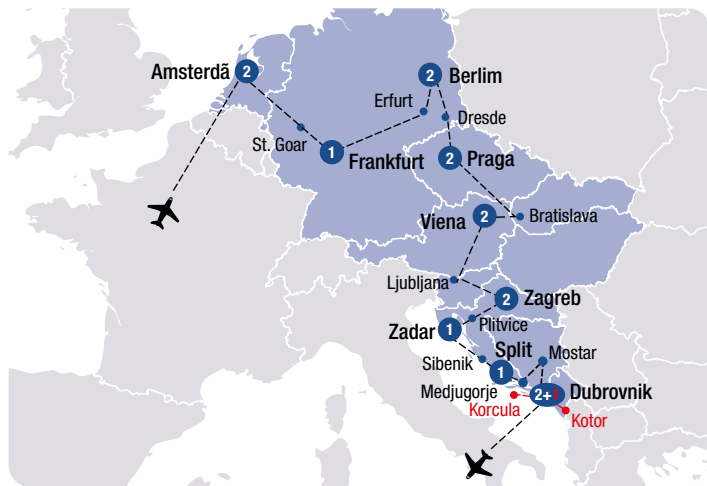 Amsterdã
2
2
Berlim
Erfurt
Dresde
St. Goar
1
Frankfurt
2
Praga
Viena
2
Bratislava
Ljubljana
2
Zagreb
Zadar
1
Plitvice
Split
Sibenik
1
Mostar
Medjugorje
2+1
Dubrovnik
Korcula
Kotor